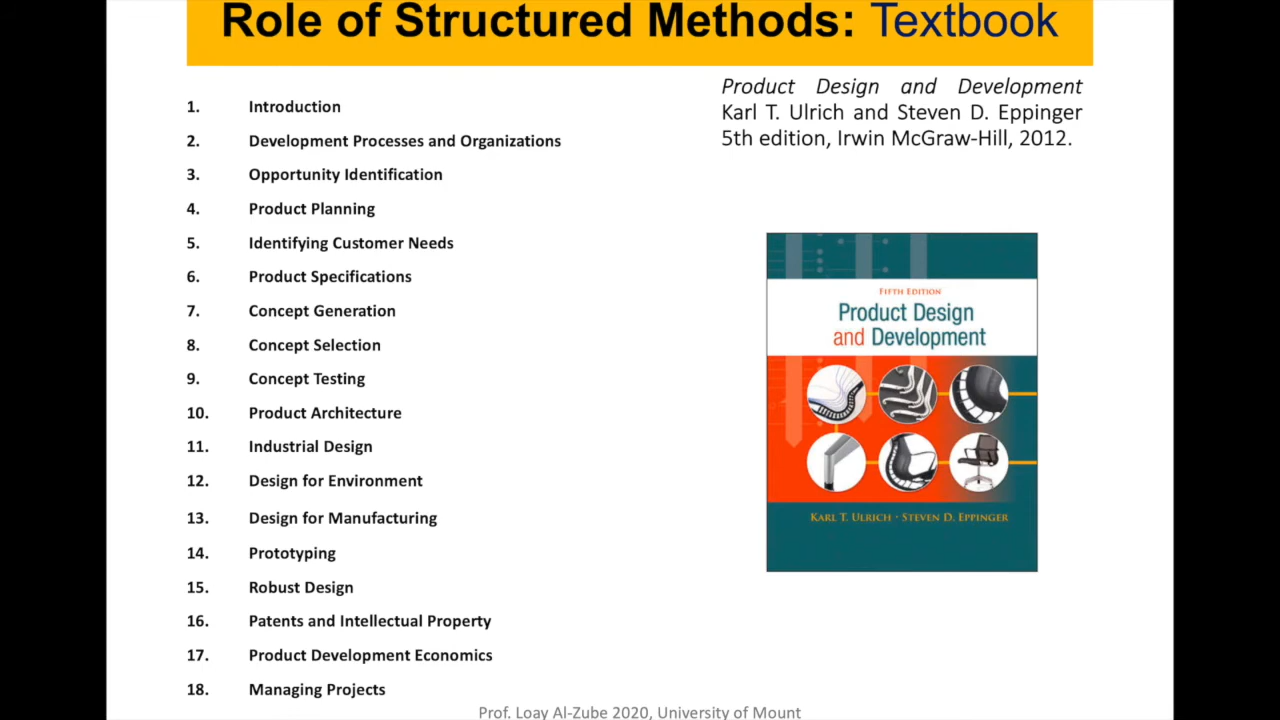 Role of Structured Methods: Textbook
1. Introduction
2. Development Processes and Organizations
3. Opportunity Identification
4. Product Planning
5. Identifying Customer Needs
6. Product Specifications
7. Concept Generation
8. Concept Selection
9. Concept Testing
10. Product Architecture
11. Industrial Design
12. Design for Environment
13. Design for Manufacturing
14. Prototyping
15. Robust Design
16. Patents and Intellectual Property
17. Product Development Economics
18. Managing Projects
Product Design and Development
Karl T. Ulrich and Steven D. Eppinger
5th edition, Irwin McGraw-Hill, 2012.
FIFTH EDITION
Product Design
and Development
KARL T. ULRICH · STEVEN D. EPPINGER
Prof. Loay Al-Zube 2020, University of Mount